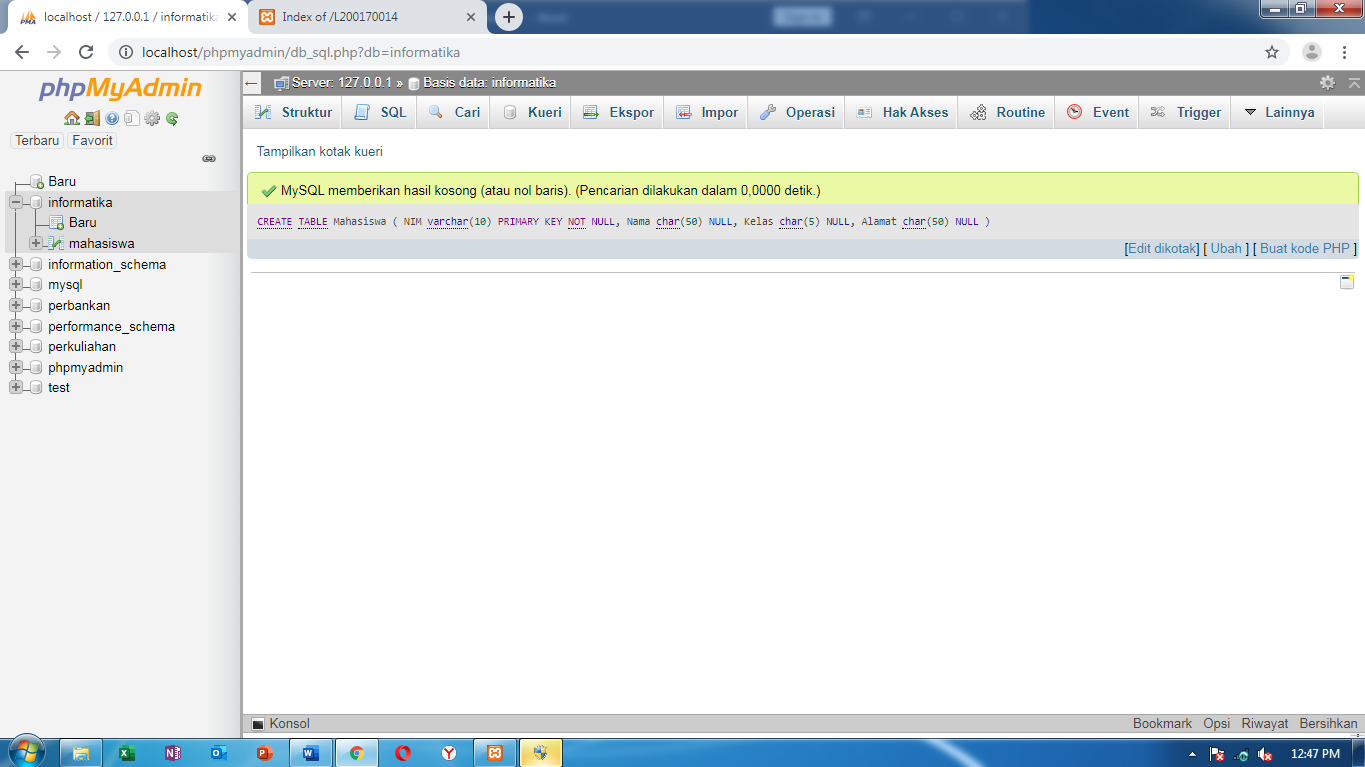 localhost / 127.0.0.1 / informatika
Index of /L200170014
localhost/phpmyadmin/db_sql.php?db=informatika
phpMyAdmin
Terbaru Favorit
Baru
informatika
Baru
mahasiswa
information_schema
mysql
perbankan
performance_schema
perkuliahan
phpmyadmin
test
Server: 127.0.0.1 » Basis data: informatika
Struktur SQL Cari Kueri Ekspor Impor Operasi Hak Akses Routine Event Trigger Lainnya
Tampilkan kotak kueri
MySQL memberikan hasil kosong (atau nol baris). (Pencarian dilakukan dalam 0,0000 detik.)
CREATE TABLE Mahasiswa ( NIM varchar(10) PRIMARY KEY NOT NULL, Nama char(50) NULL, Kelas char(5) NULL, Alamat char(50) NULL )
[Edit dikotak] [ Ubah ] [ Buat kode PHP ]
Konsol
Bookmark Opsi Riwayat Bersihkan
12:47 PM